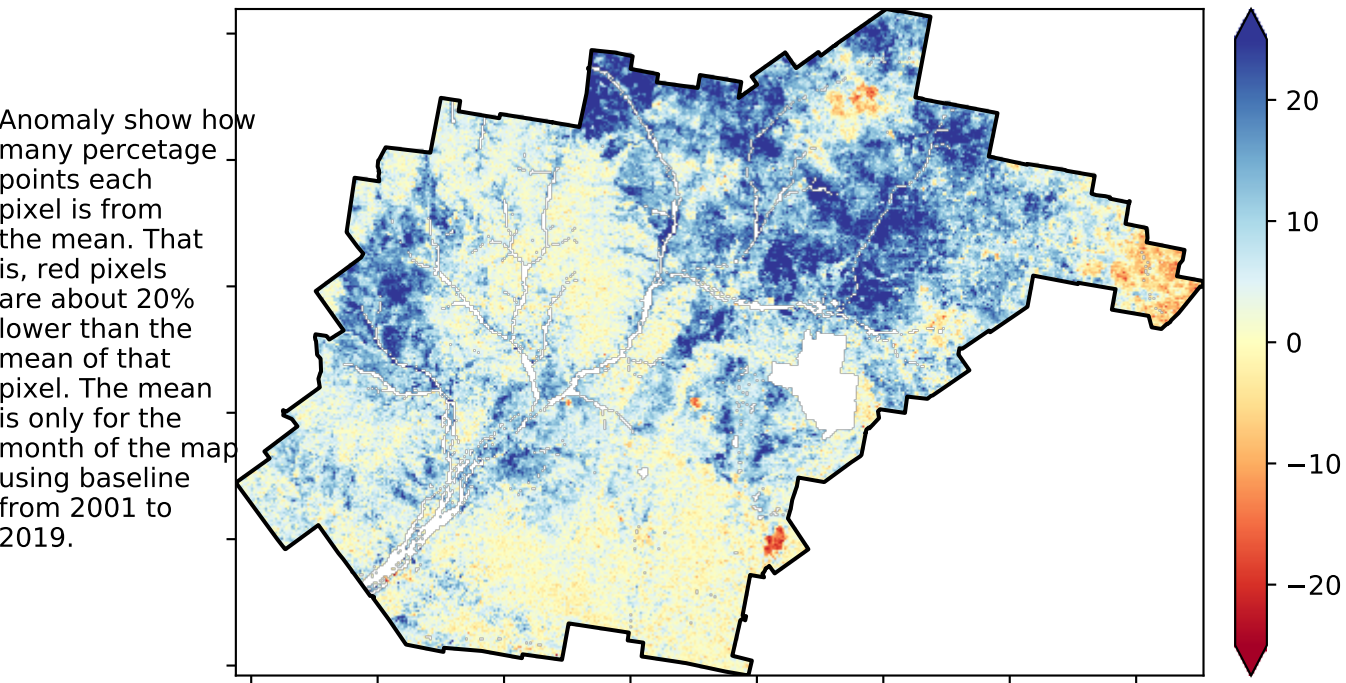 Anomaly show how
many percetage
points each
pixel is from
the mean. That
is, red pixels
are about 20%
lower than the
mean of that
pixel. The mean
is only for the
month of the map
using baseline
from 2001 to
2019.
20
10
0
−10
−20